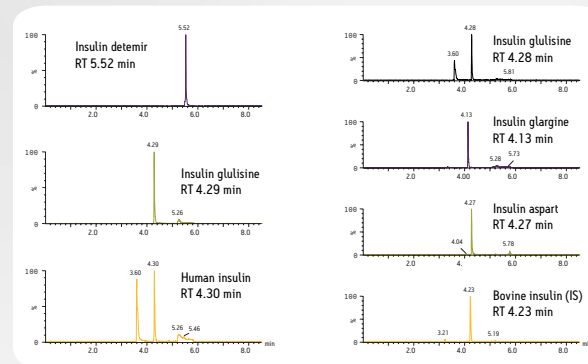 Insulin detemir
RT 5.52 min
5.52
100
%
0
2.0 4.0 6.0 8.0
Insulin glulisine
RT 4.29 min
4.29
100
%
0
5.26
2.0 4.0 6.0 8.0
Human insulin
RT 4.30 min
3.60 4.30
100
%
0
5.26 5.46
2.0 4.0 6.0 8.0 min
Insulin glulisine
RT 4.28 min
4.28
3.60
100
%
0
5.81
2.0 4.0 6.0 8.0
Insulin glargine
RT 4.13 min
4.13
100
%
0
5.28 5.73
2.0 4.00 6.0 8.0
Insulin aspart
RT 4.27 min
4.27
100
%
0
4.04 5.78
2.0 4.0 6.0 8.0
Bovine insulin (IS)
RT 4.23 min
4.23
100
%
0
3.21 5.19
2.0 4.0 6.0 8.0